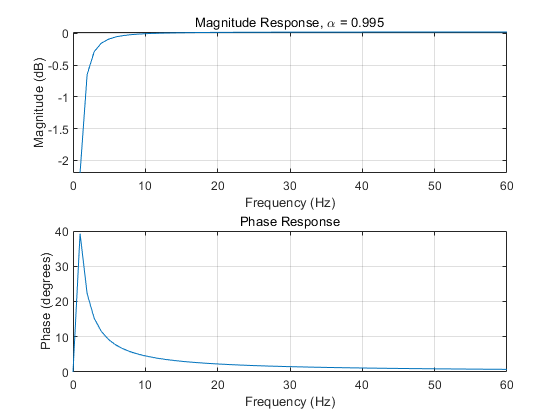 Magnitude Response, α = 0.995
Magnitude (dB)
0
-0.5
-1
-1.5
-2
0 10 20 30 40 50 60
Frequency (Hz)
Phase Response
Phase (degrees)
40
30
20
10
0
0 10 20 30 40 50 60
Frequency (Hz)